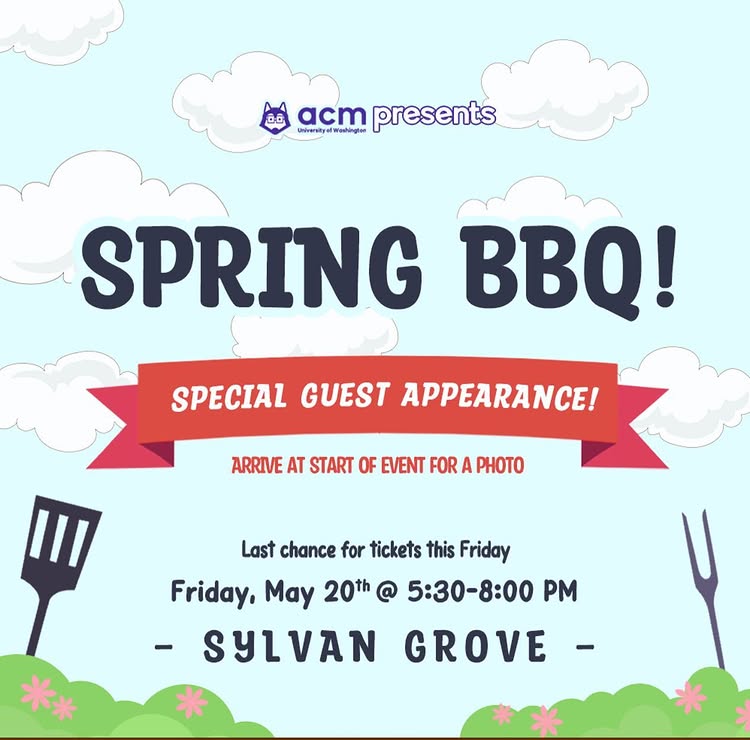 acm presents
University of Washington
SPRING BBQ!
SPECIAL GUEST APPEARANCE!
ARRIVE AT START OF EVENT FOR A PHOTO
Last chance for tickets this Friday
Friday, May 20th @ 5:30-8:00 PM
- SYLVAN GROVE -